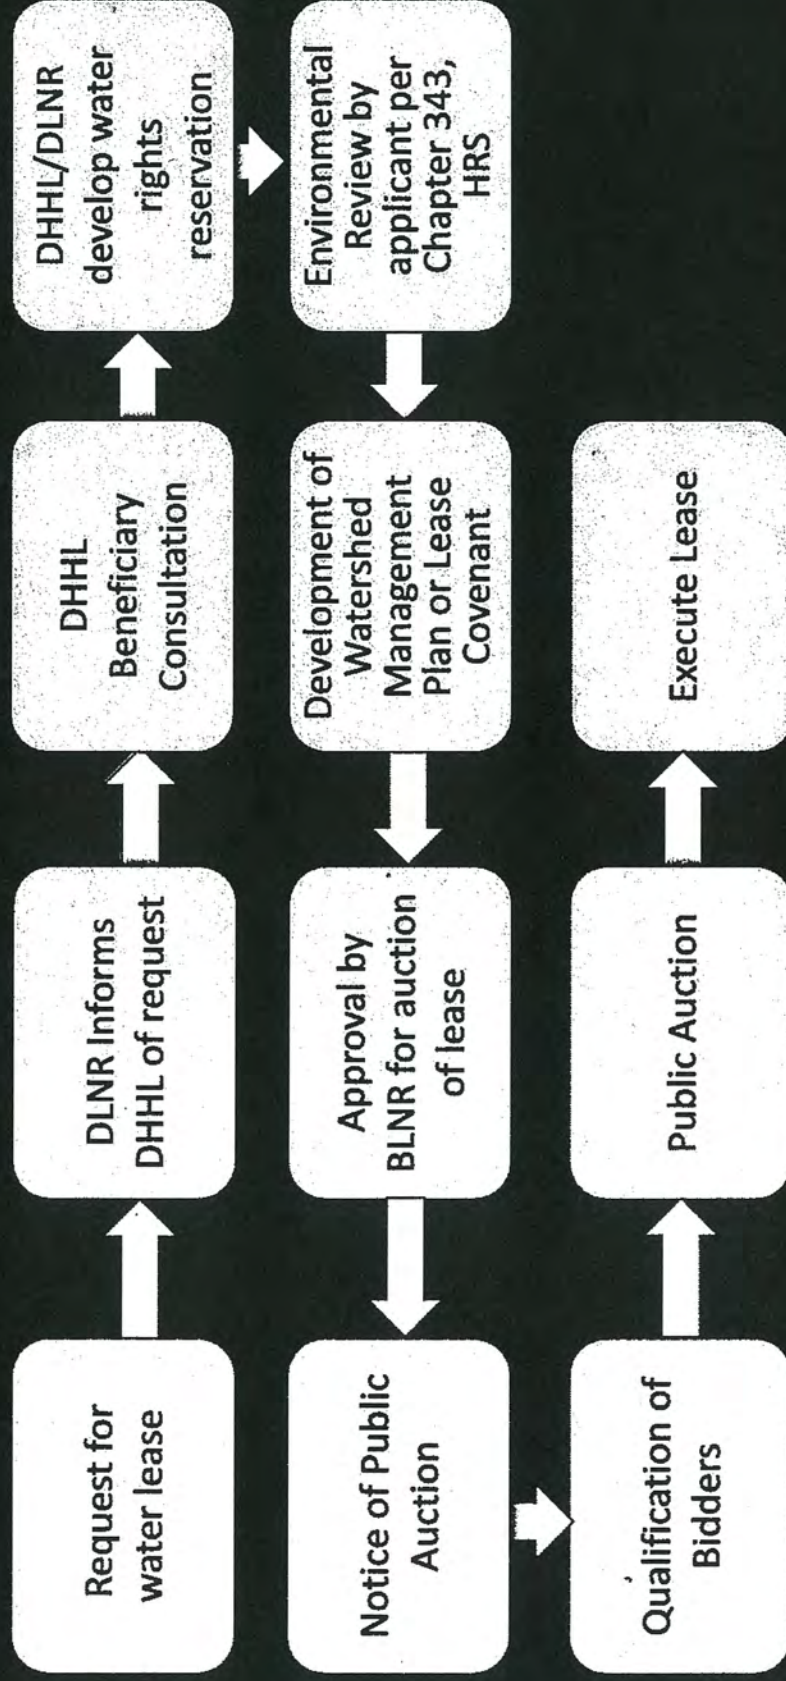 Request for
water lease
DLNR Informs
DHHL of request
DHHL
Beneficiary
Consultation
DHHL/DLNR
develop water
rights
reservation
Environmental
Review by
applicant per
Chapter 343,
HRS
Development of
Watershed
Management
Plan or Lease
Covenant
Approval by
BLNR for auction
of lease
Notice of Public
Auction
Qualification of
Bidders
Public Auction
Execute Lease